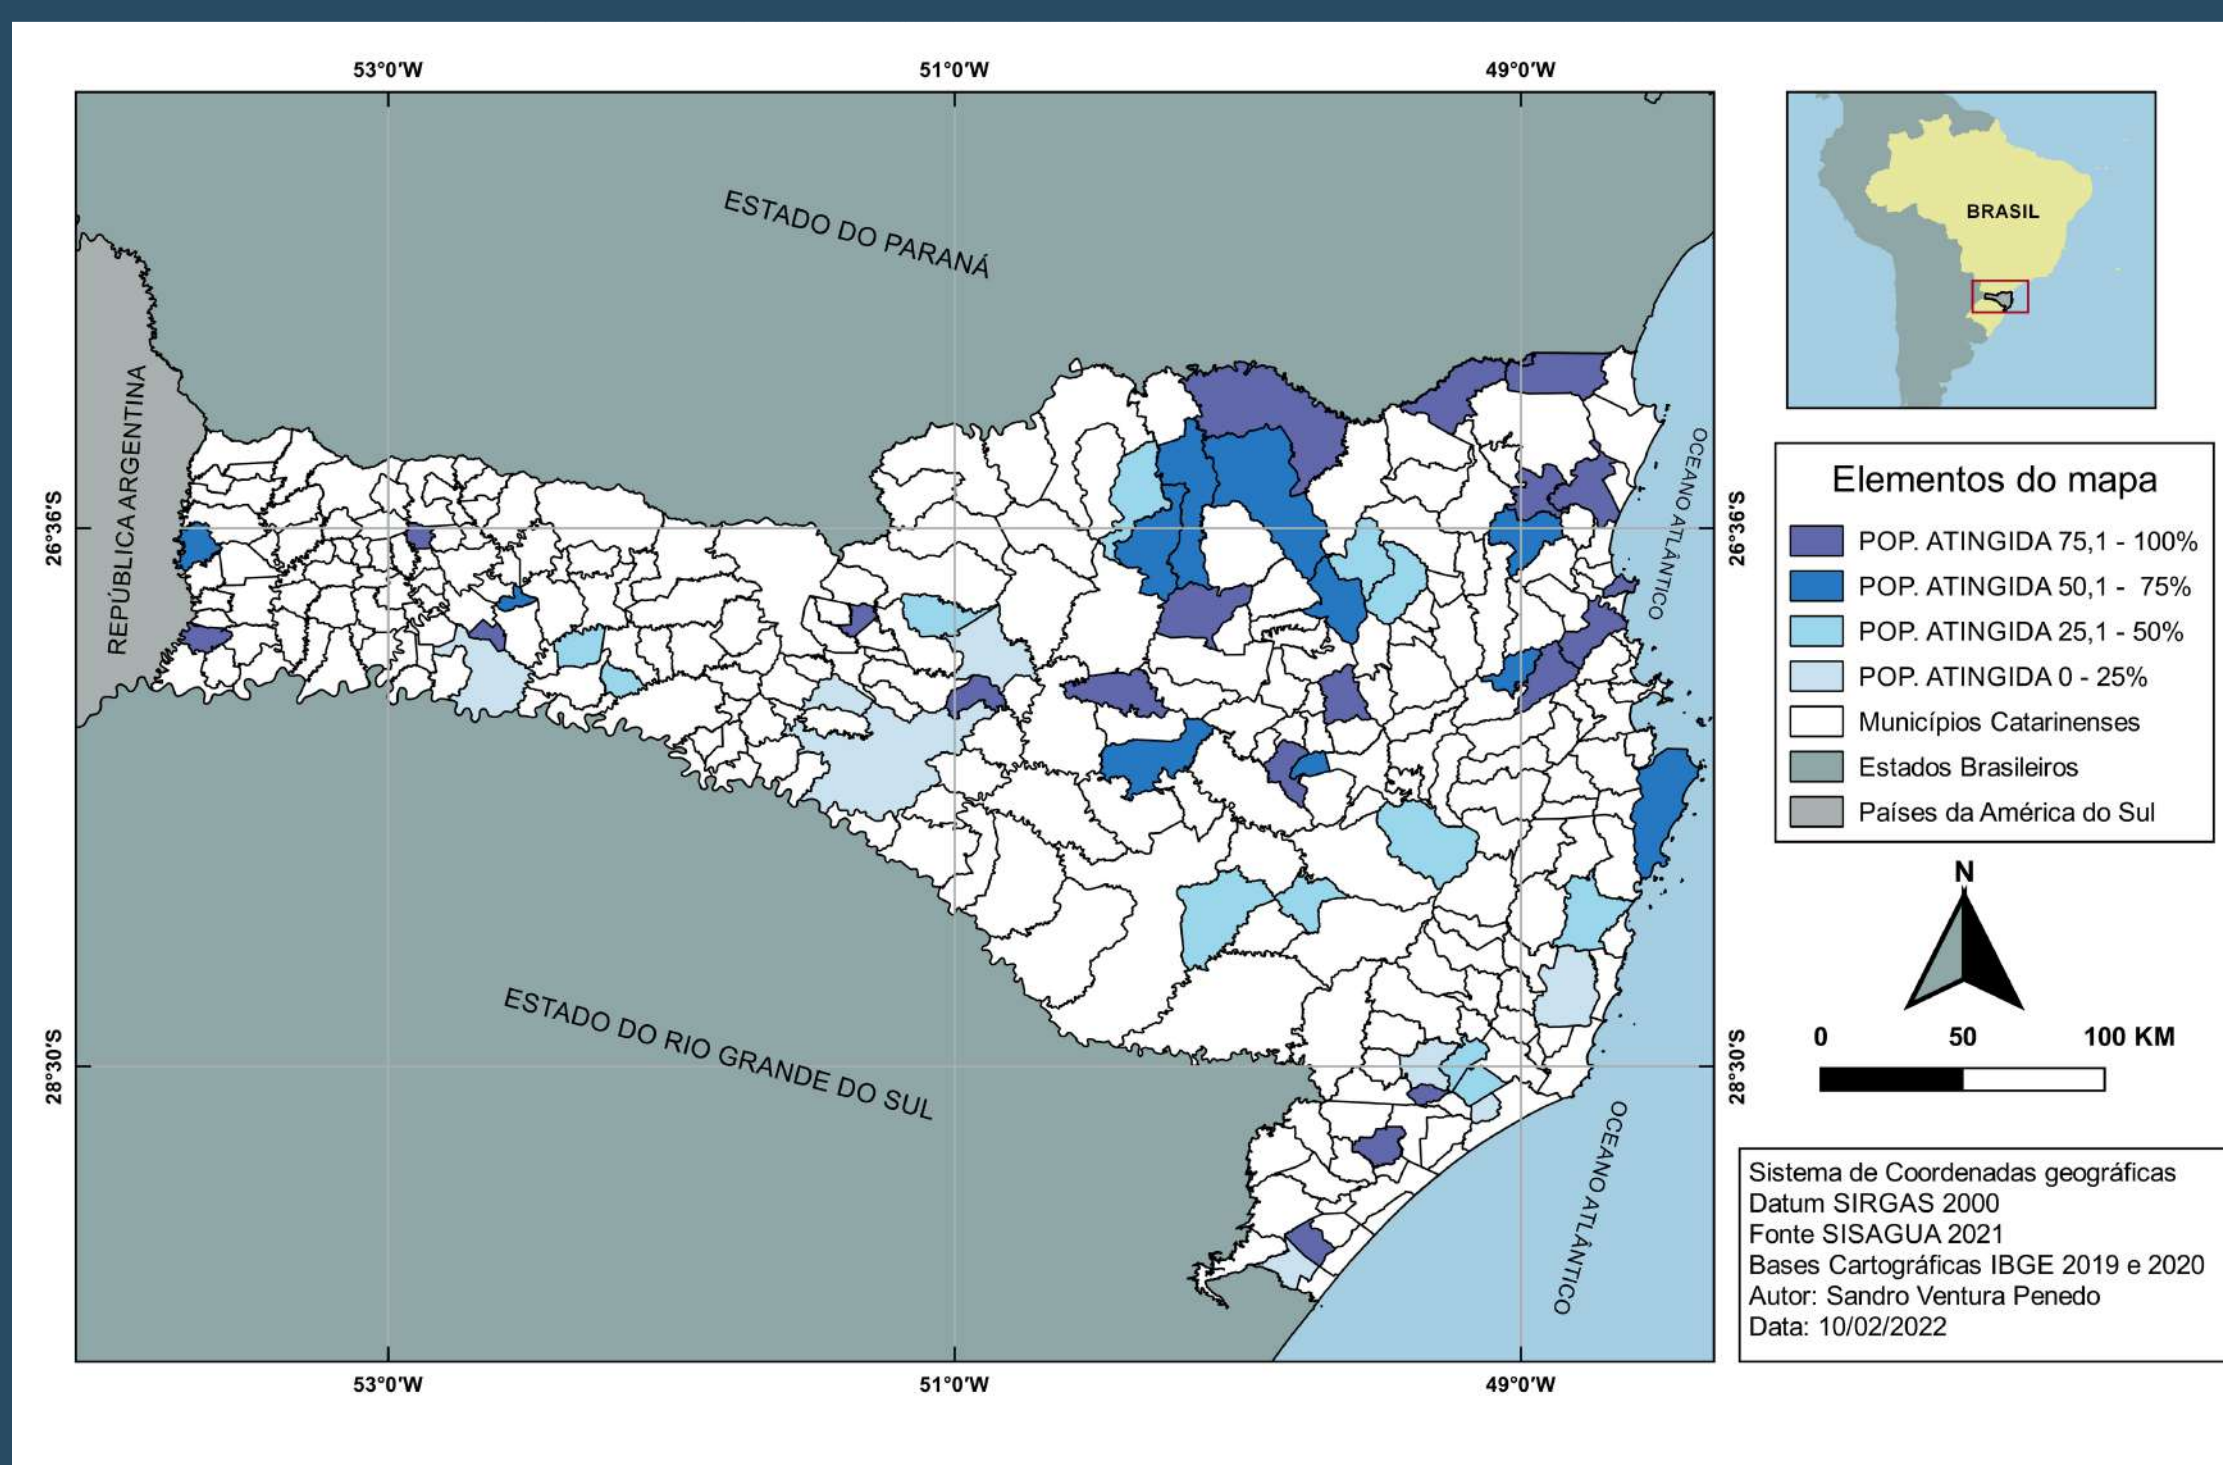 53°0'W
51°0'W
49°0'W
ESTADO DO PARANÁ
BRASIL
REPÚBLICA ARGENTINA
OCEANO ATLÂNTICO
26°36'S
26°36'S
Elementos do mapa
POP. ATINGIDA 75,1 - 100%
POP. ATINGIDA 50,1 - 75%
POP. ATINGIDA 25,1 - 50%
POP. ATINGIDA 0 - 25%
Municípios Catarinenses
Estados Brasileiros
Países da América do Sul
N
0 50 100 KM
ESTADO DO RIO GRANDE DO SUL
28°30'S
28°30'S
OCEANO ATLÂNTICO
Sistema de Coordenadas geográficas
Datum SIRGAS 2000
Fonte SISAGUA 2021
Bases Cartográficas IBGE 2019 e 2020
Autor: Sandro Ventura Penedo
Data: 10/02/2022
53°0'W
51°0'W
49°0'W